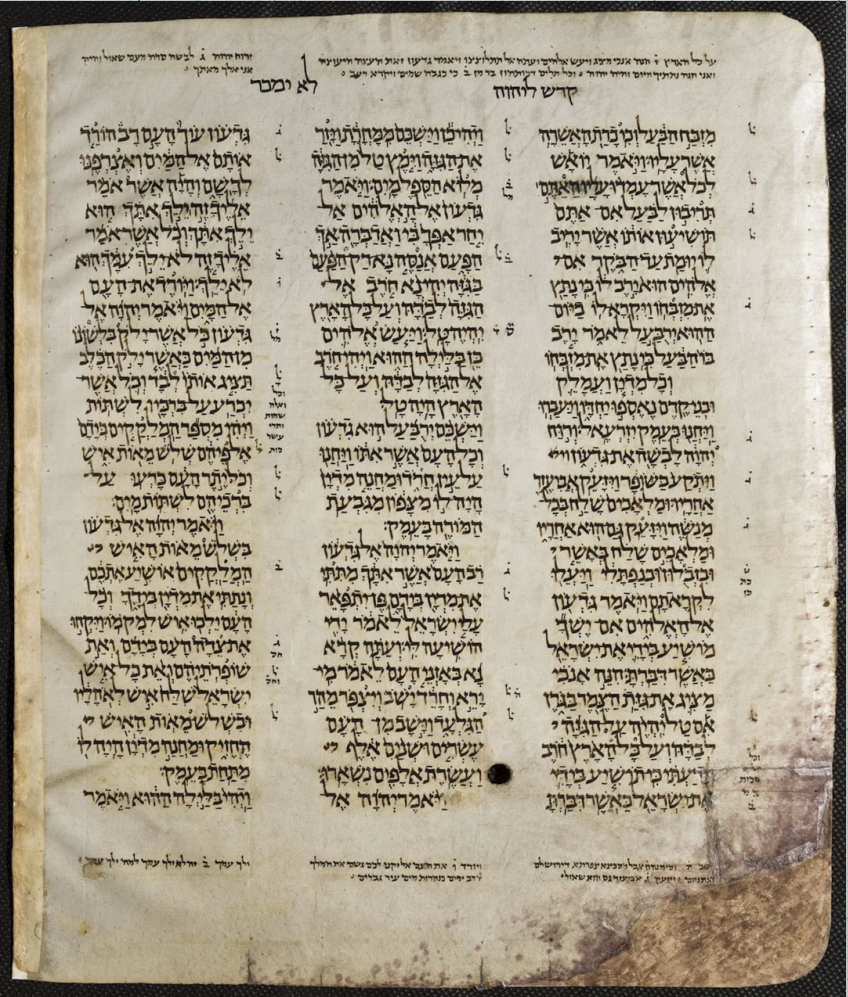 קדש ליהוה
לא ימכר
מזבח הבעל וכי כרת האשרה
אשר עליו ויאמר יואש
לכל אשר עמדו עליו האתם
תריבון לבעל אם אתם
תושיעון אותו אשר יריב
לו יומת עד הבקר אם
אלהים הוא ירב לו כי נתץ
את מזבחו ויקרא לו ביום
ההוא ירבעל לאמר ירב
בו הבעל כי נתץ את מזבחו
וכל מדין ועמלק
ובני קדם נאספו יחדו ויעברו
ויחנו בעמק יזרעאל ורוח
יהוה לבשה את גדעון
ויתקע בשופר ויזעק אביעזר
אחריו ומלאכים שלח בכל
מנשה ויזעק גם הוא אחריו
ומלאכים שלח באשר
ובזבלון ובנפתלי ויעלו
לקראתם ויאמר גדעון
אל האלהים אם ישך
מושיע בידי את ישראל
כאשר דברת הנה אנכי
מציג את גזת הצמר בגרן
אם טל יהיה על הגזה
לבדה ועל כל הארץ חרב
וידעתי כי תושיע בידי
את ישראל כאשר דברת
ויהי כן וישכם ממחרת ויזר
את הגזה וימץ טל מן הגזה
מלוא הספל מים ויאמר
גדעון אל האלהים אל
יחר אפך בי ואדברה אך
הפעם אנסה נא רק הפעם
בגזה יהי נא חרב אל
הגזה לבדה ועל כל הארץ
יהיה טל ויעש אלהים
כן בלילה ההוא ויהי חרב
אל הגזה לבדה ועל כל
הארץ היה טל׃
וישכם ירבעל הוא גדעון
וכל העם אשר אתו ויחנו
על עין חרד ומחנה מדין
היה לו מצפון מגבעת
המורה בעמק׃
ויאמר יהוה אל גדעון
רב העם אשר אתך מתתי
את מדין בידם פן יתפאר
עלי ישראל לאמר ידי
הושיעה לי ועתה קרא
נא באזני העם לאמר מי
ירא וחרד ישב ויצפר מהר
הגלעד וישב מן העם
עשרים ושנים אלף
ועשרת אלפים נשארו׃
ויאמר יהוה אל
גדעון עוד העם רב הורד
אותם אל המים ואצרפנו
לך שם והיה אשר אמר
אליך זה ילך אתך הוא
ילך אתך וכל אשר אמר
אליך זה לא ילך עמך הוא
לא ילך ויורד את העם
אל המים ויאמר יהוה אל
גדעון כל אשר ילק בלשונו
מן המים כאשר ילק הכלב
תציג אותו לבד וכל אשר
יכרע על ברכיו לשתות
ויהי מספר המלקקים בידם
אל פיהם שלש מאות איש
וכל יתר העם כרעו על
ברכיהם לשתות מים׃
ויאמר יהוה אל גדעון
בשלש מאות האיש
המלקקים אושיע אתכם
ונתתי את מדין בידך וכל
העם ילכו איש למקמו ויקחו
את צדה העם בידם ואת
שופרתיהם ואת כל איש
ישראל שלח איש לאהליו
ובשלש מאות האיש
החזיק ומחנה מדין היה לו
מתחת בעמק׃
ויהי בלילה ההוא ויאמר